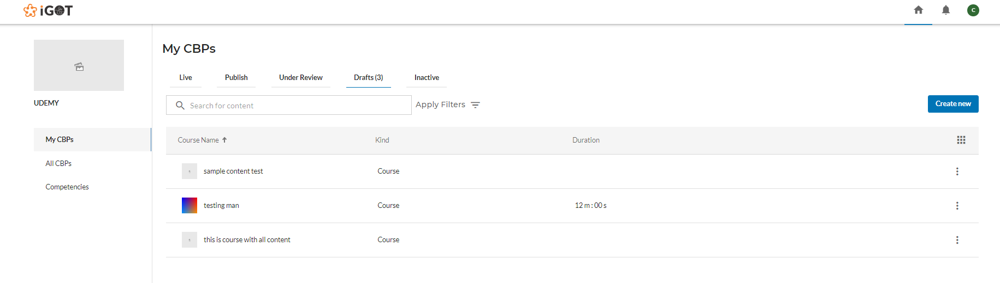 iGOT
C
UDEMY
My CBPs
All CBPs
Competencies
My CBPs
Live Publish Under Review Drafts (3) Inactive
Search for content Apply Filters Create new
Course Name Kind Duration
sample content test Course
testing man Course 12 m : 00 s
this is course with all content Course